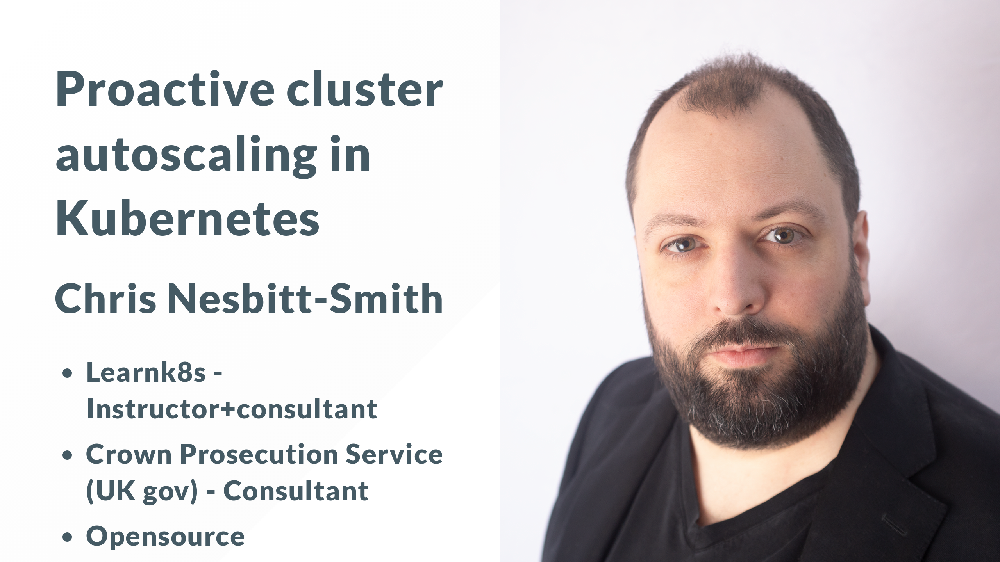 Proactive cluster
autoscaling in
Kubernetes
Chris Nesbitt-Smith
• Learnk8s -
Instructor+consultant
• Crown Prosecution Service
(UK gov) - Consultant
• Opensource